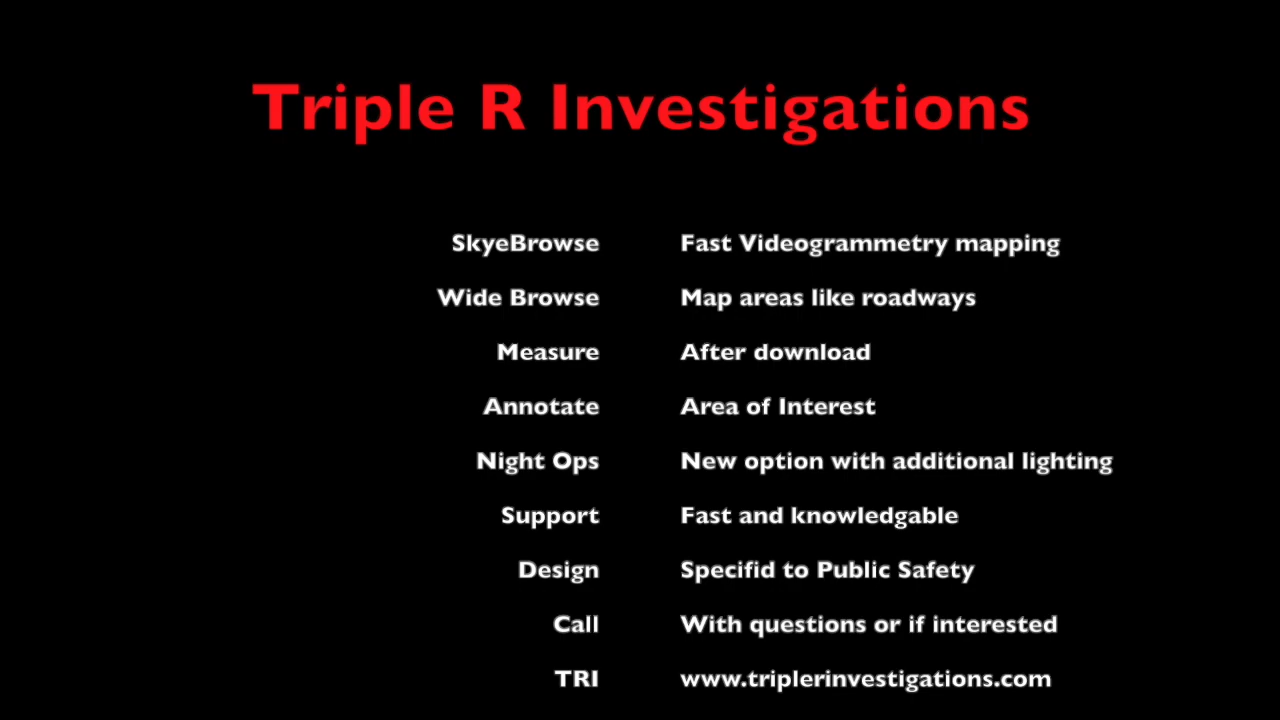 Triple R Investigations
SkyeBrowse Fast Videogrammetry mapping
Wide Browse Map areas like roadways
Measure After download
Annotate Area of Interest
Night Ops New option with additional lighting
Support Fast and knowledgable
Design Specifid to Public Safety
Call With questions or if interested
TRI www.triplerinvestigations.com